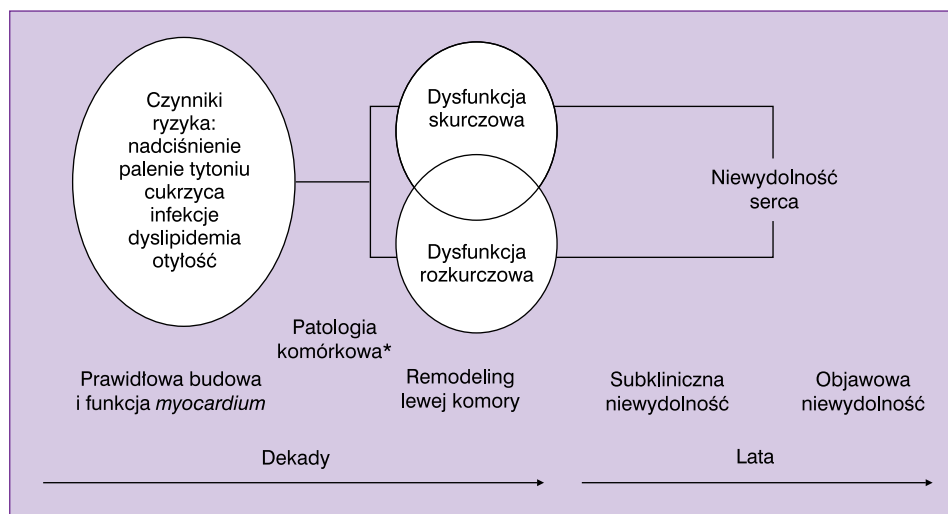 Czynniki
ryzyka:
nadciśnienie
palenie tytoniu
cukrzyca
infekcje
dyslipidemia
otyłość
Dysfunkcja
skurczowa
Dysfunkcja
rozkurczowa
Niewydolność
serca
Patologia
komórkowa*
Prawidłowa budowa
i funkcja myocardium
Remodeling
lewej komory
Subkliniczna
niewydolność
Objawowa
niewydolność
Dekady
Lata